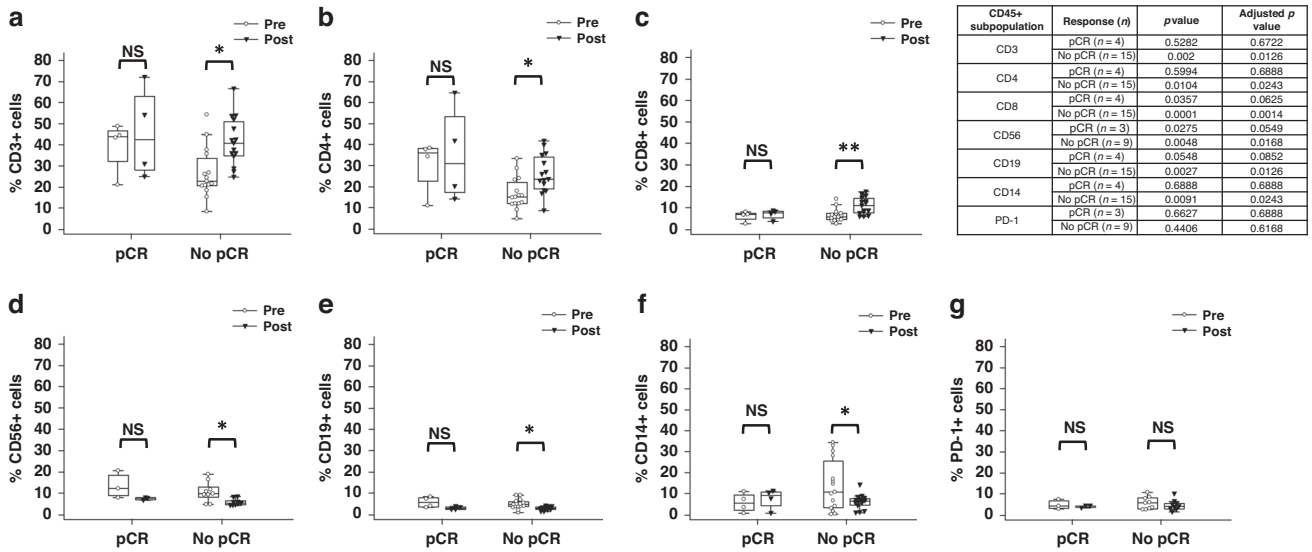 a
Pre
Post
80
70
60
50
40
30
20
10
0
% CD3+ cells
NS
*
pCR
No pCR
b
Pre
Post
80
70
60
50
40
30
20
10
0
% CD4+ cells
NS
*
pCR
No pCR
c
Pre
Post
80
70
60
50
40
30
20
10
0
% CD8+ cells
NS
**
pCR
No pCR
CD45+ subpopulation Response (n) p value Adjusted p value
CD3 pCR (n = 4) 0.5282 0.6722
No pCR (n = 15) 0.002 0.0126
CD4 pCR (n = 4) 0.5994 0.6888
No pCR (n = 15) 0.0104 0.0243
CD8 pCR (n = 4) 0.0357 0.0625
No pCR (n = 15) 0.0001 0.0014
CD56 pCR (n = 3) 0.0275 0.0549
No pCR (n = 9) 0.0048 0.0168
CD19 pCR (n = 4) 0.0548 0.0852
No pCR (n = 15) 0.0027 0.0126
CD14 pCR (n = 4) 0.6888 0.6888
No pCR (n = 15) 0.0091 0.0243
PD-1 pCR (n = 3) 0.6627 0.6888
No pCR (n = 9) 0.4406 0.6168
d
Pre
Post
80
70
60
50
40
30
20
10
0
% CD56+ cells
NS
*
pCR
No pCR
e
Pre
Post
80
70
60
50
40
30
20
10
0
% CD19+ cells
NS
*
pCR
No pCR
f
Pre
Post
80
70
60
50
40
30
20
10
0
% CD14+ cells
NS
*
pCR
No pCR
g
Pre
Post
80
70
60
50
40
30
20
10
0
% PD-1+ cells
NS
NS
pCR
No pCR